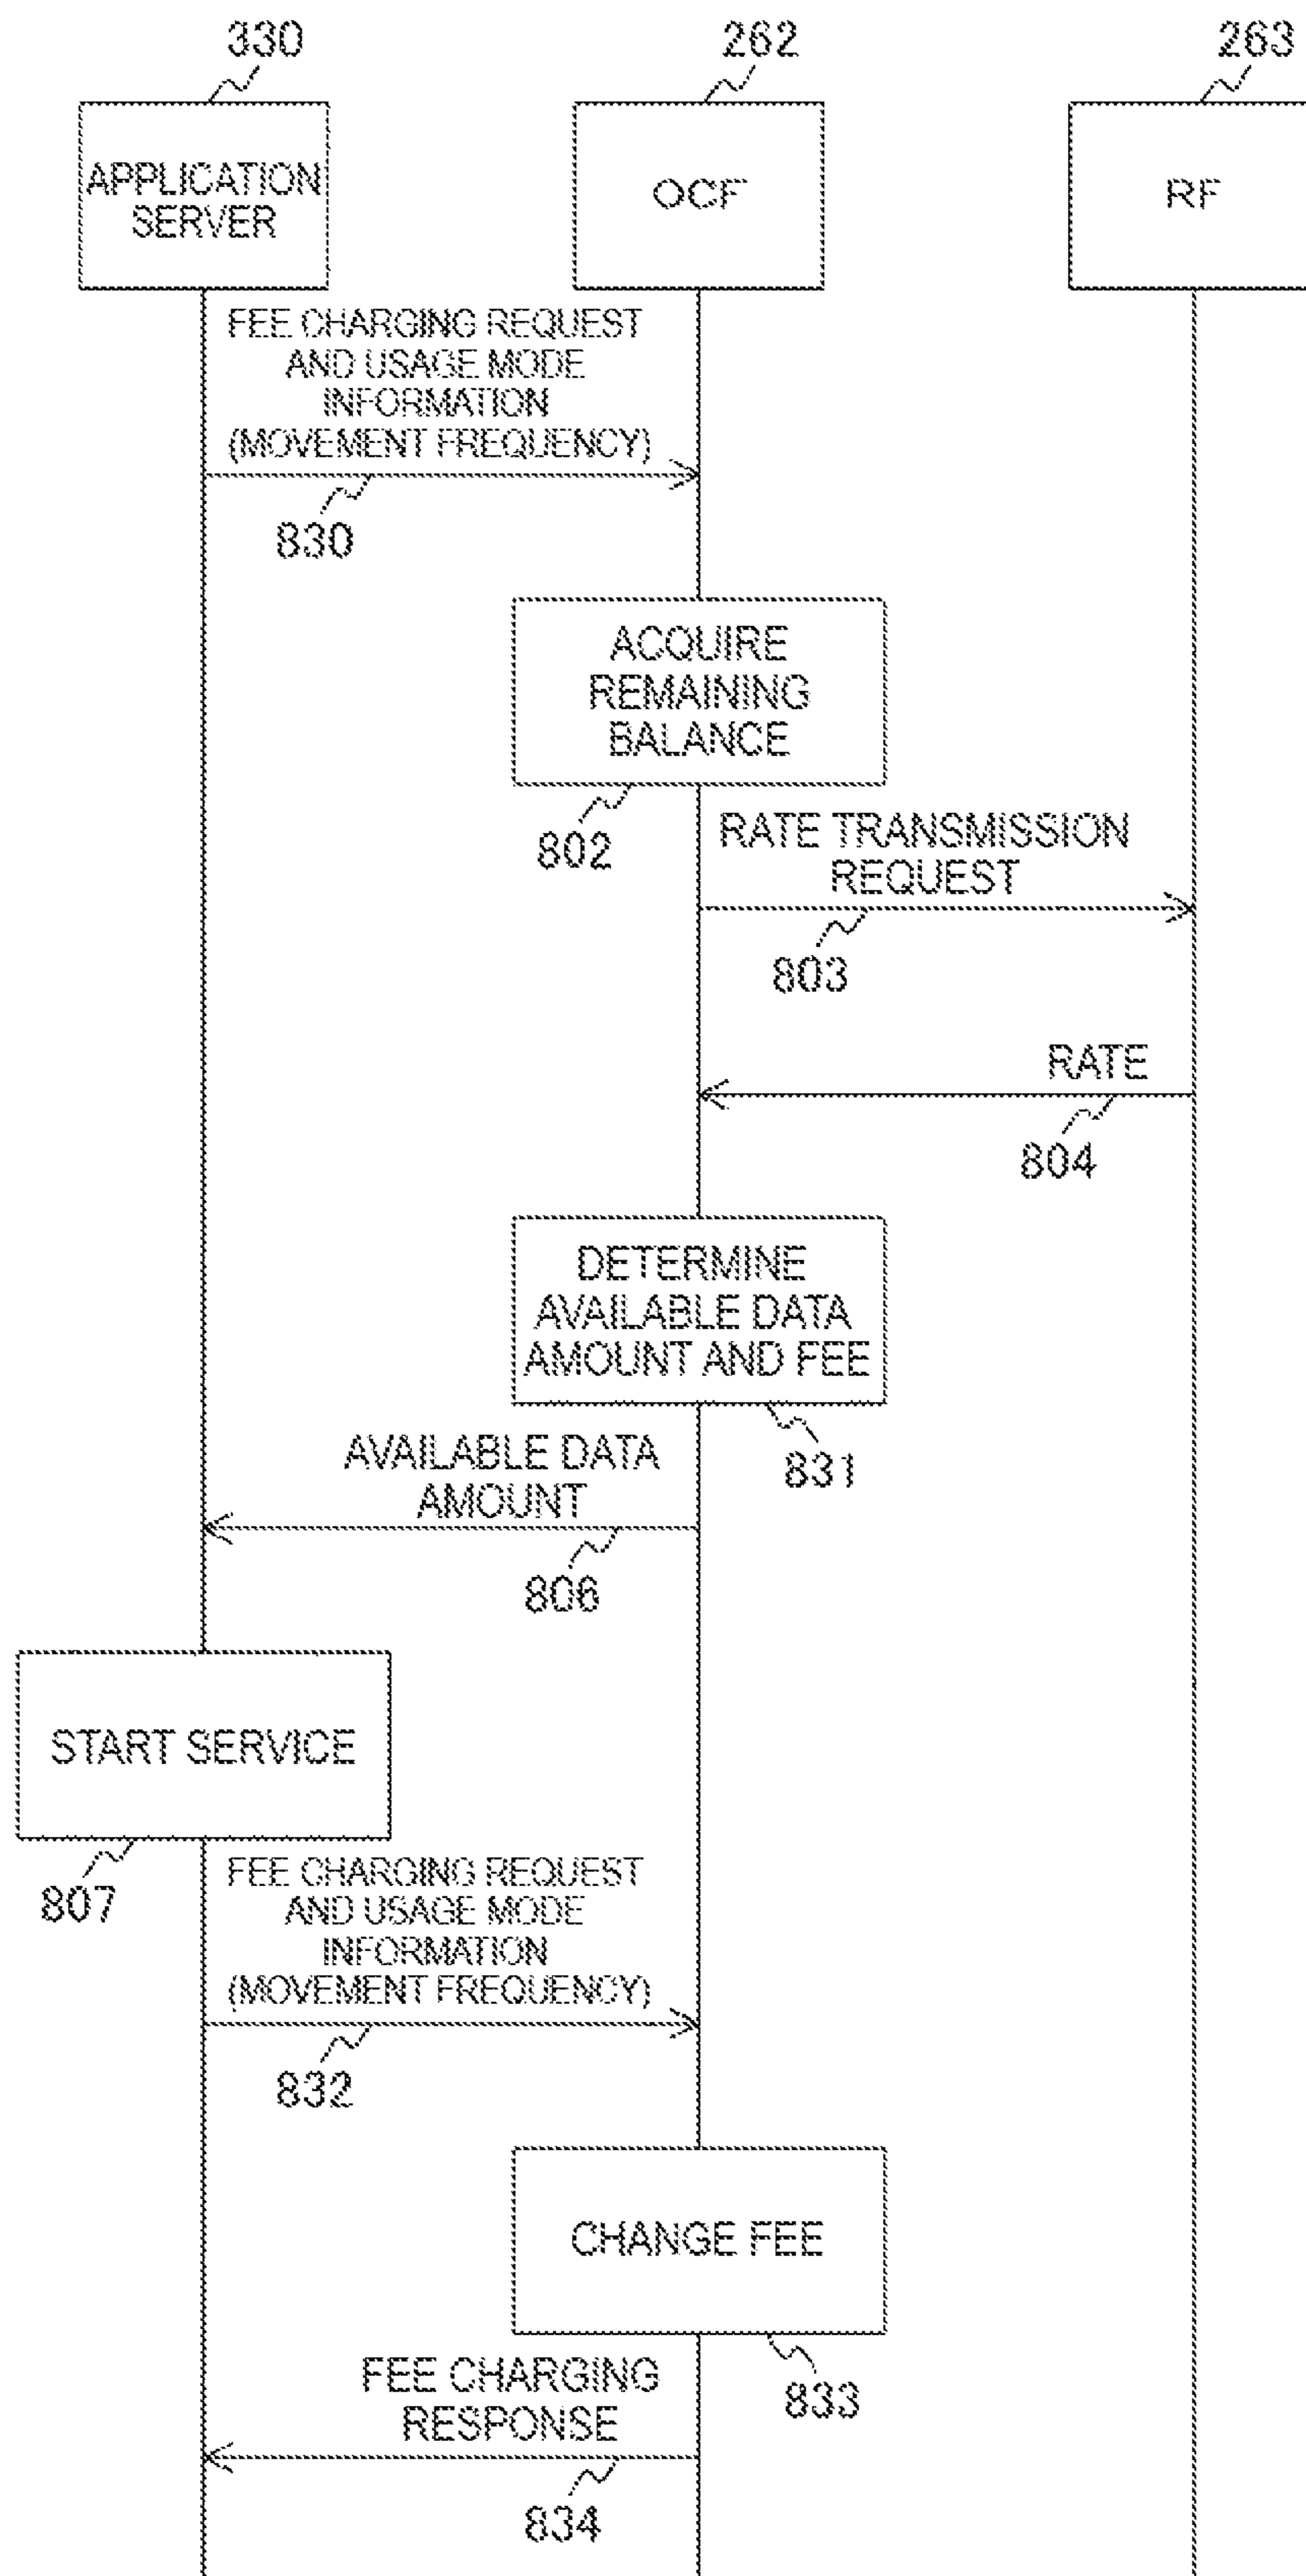 330
262
263
APPLICATION
SERVER
OCF
RF
FEE CHARGING REQUEST
AND USAGE MODE
INFORMATION
(MOVEMENT FREQUENCY)
830
ACQUIRE
REMAINING
BALANCE
802
RATE TRANSMISSION
REQUEST
803
RATE
804
DETERMINE
AVAILABLE DATA
AMOUNT AND FEE
831
AVAILABLE DATA
AMOUNT
806
START SERVICE
807
FEE CHARGING REQUEST
AND USAGE MODE
INFORMATION
(MOVEMENT FREQUENCY)
832
CHANGE FEE
833
FEE CHARGING
RESPONSE
834